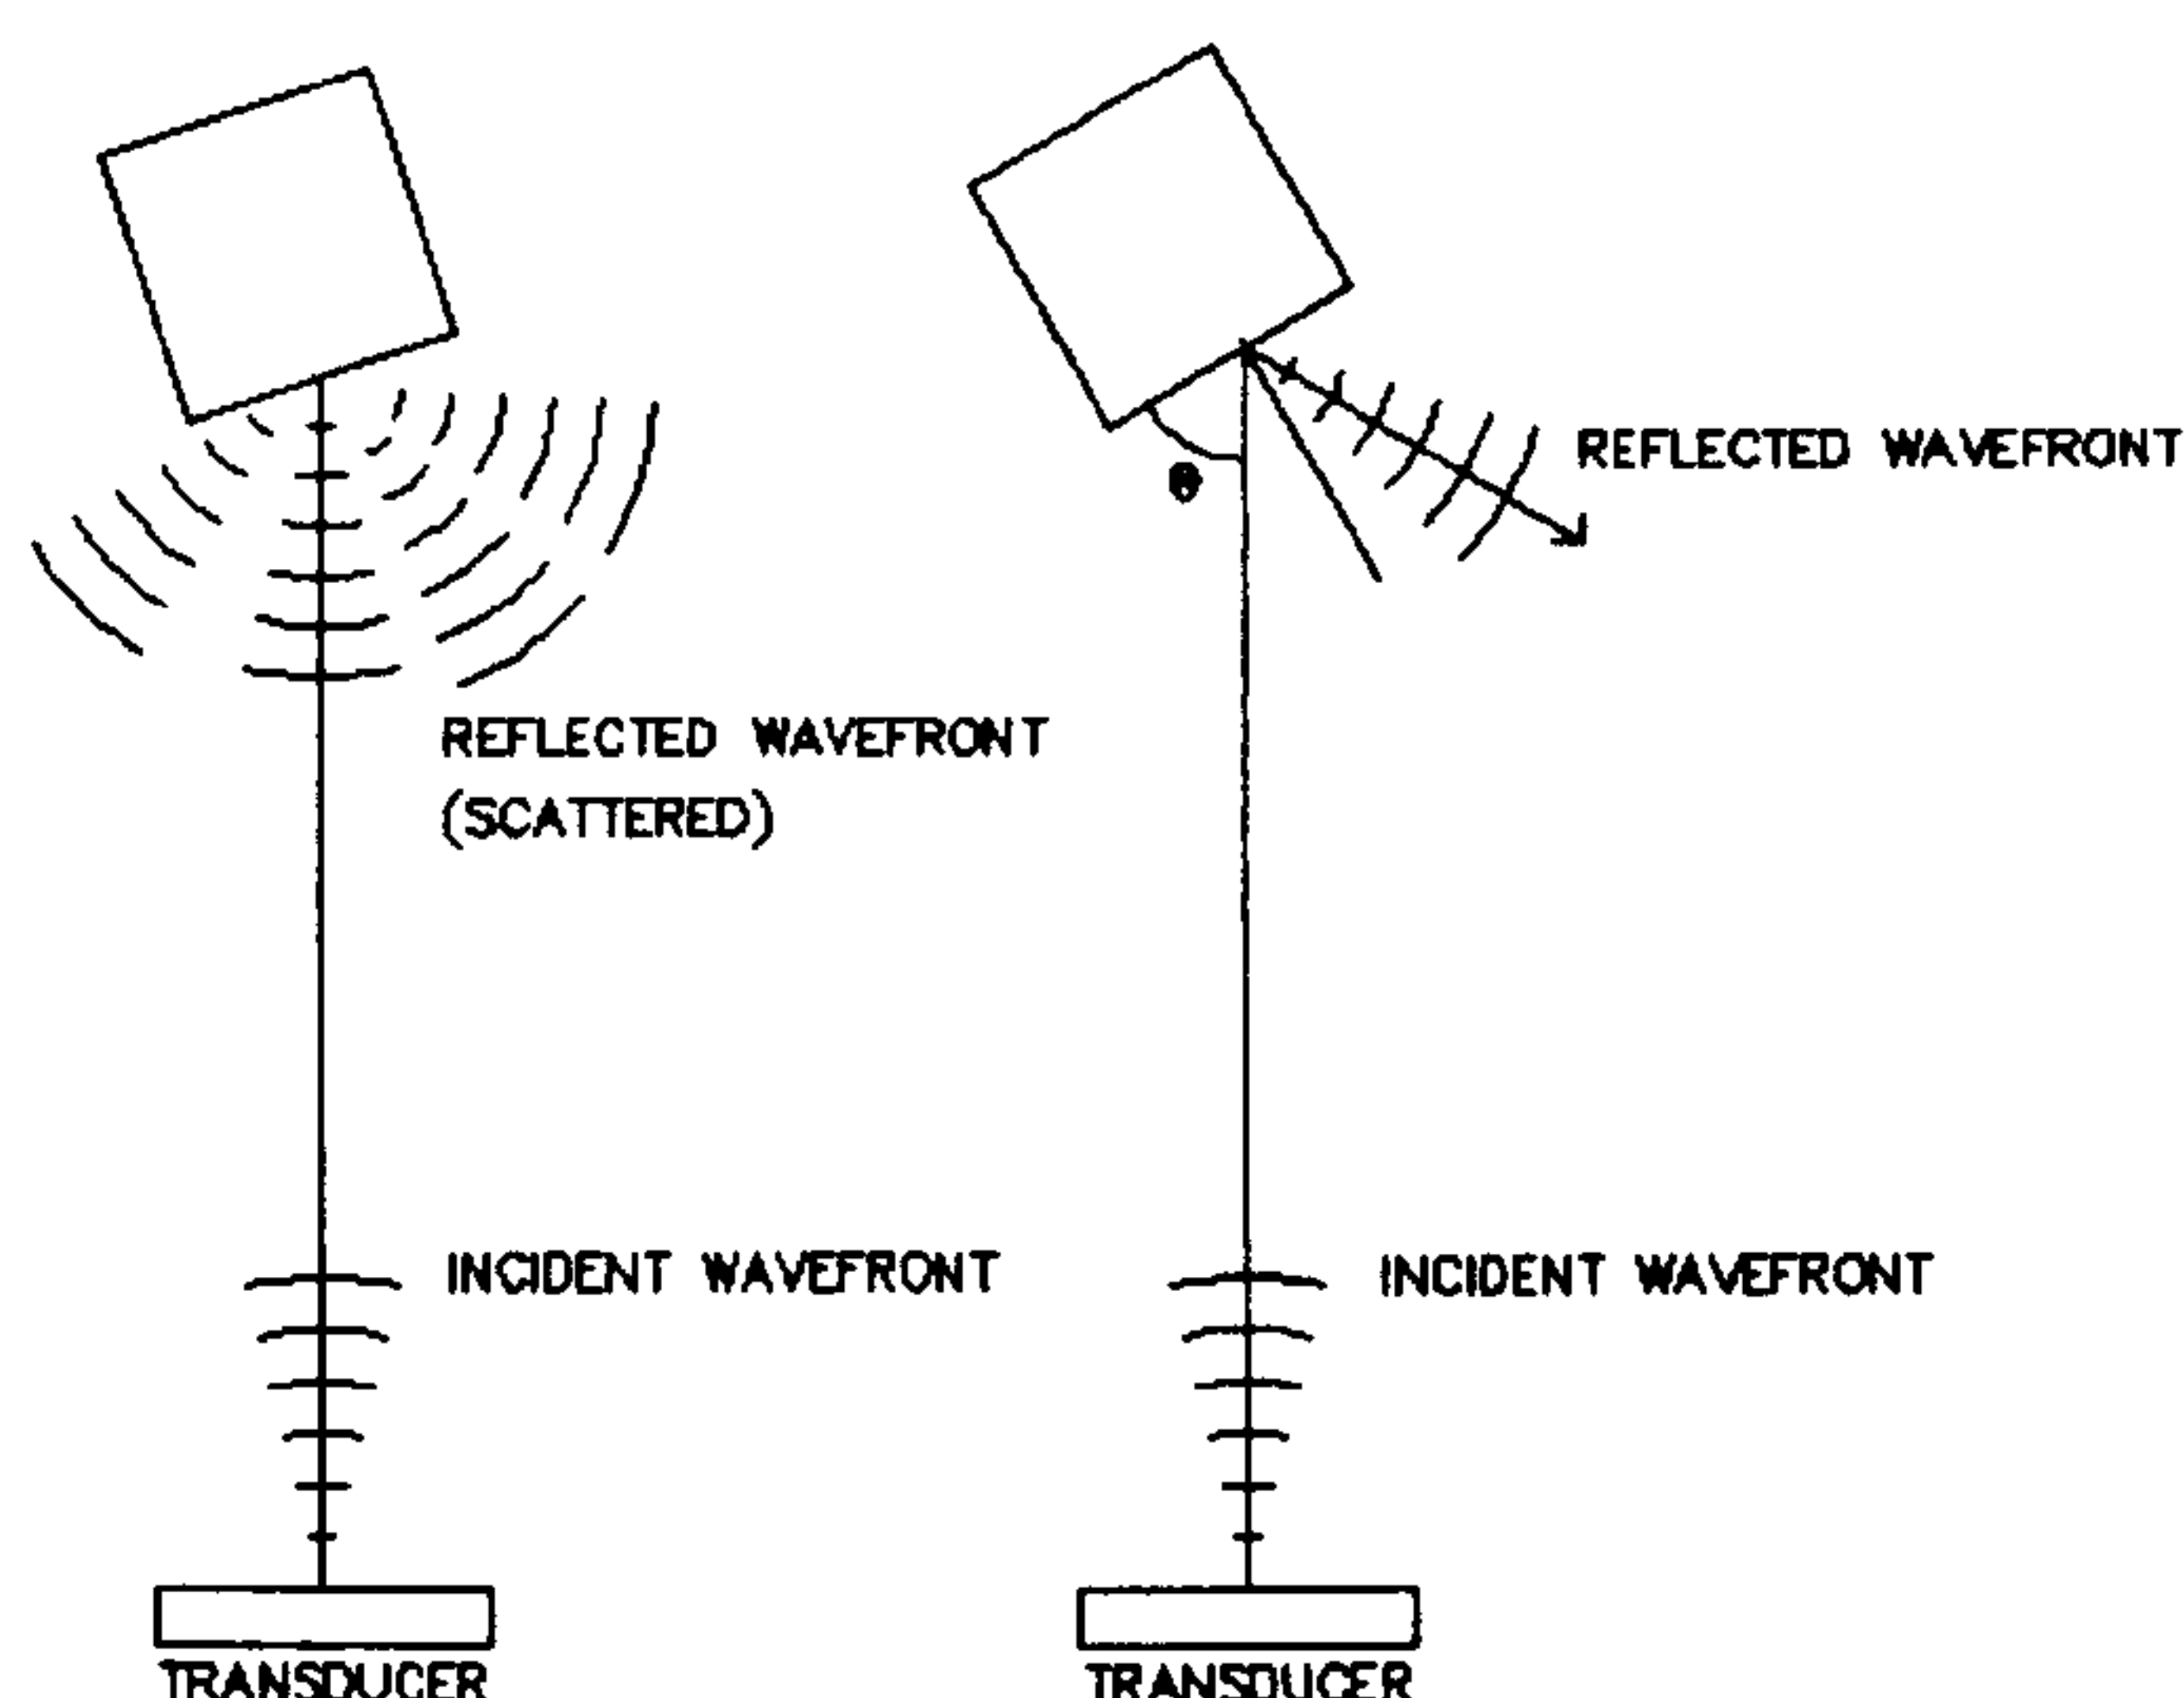 REFLECTED WAVEFRONT
θ
REFLECTED WAVEFRONT
(SCATTERED)
INCIDENT WAVEFRONT
INCIDENT WAVEFRONT
TRANSDUCER
TRANSDUCER